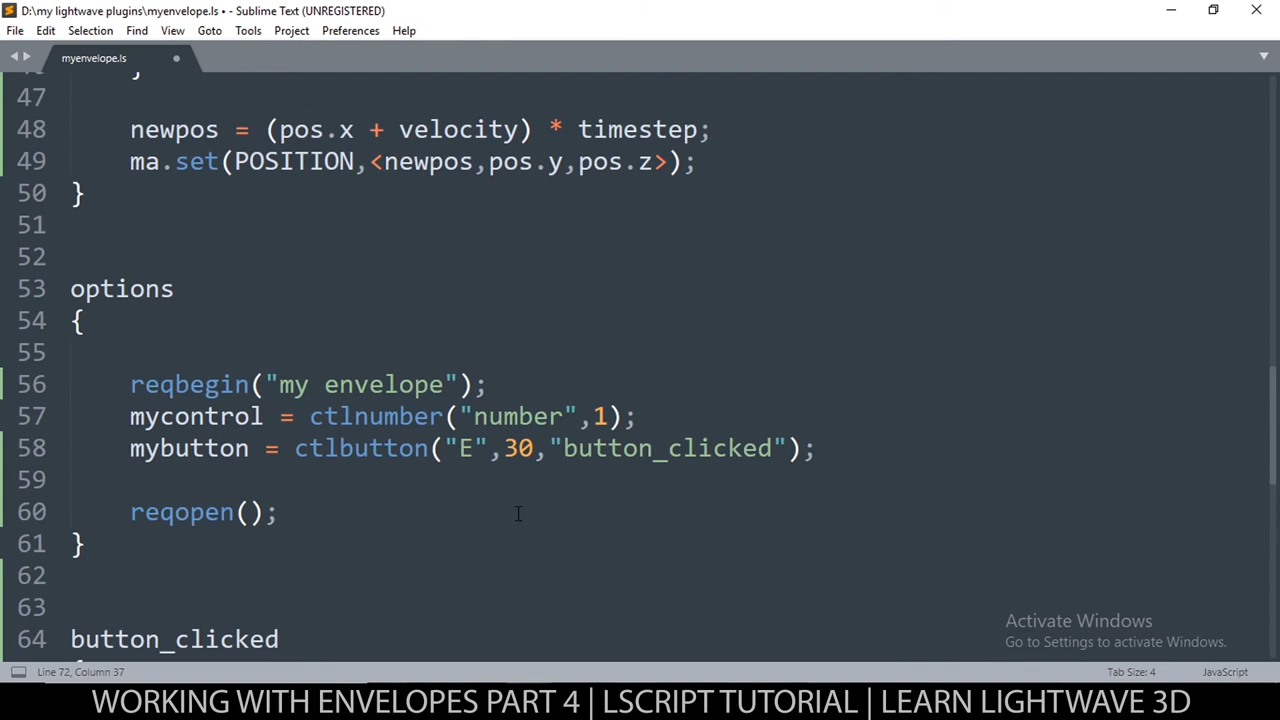 D:\my lightwave plugins\myenvelope.ls • - Sublime Text (UNREGISTERED)
File Edit Selection Find View Goto Tools Project Preferences Help
myenvelope.ls
46 }
47
48 newpos = (pos.x + velocity) * timestep;
49 ma.set(POSITION,<newpos,pos.y,pos.z>);
50 }
51
52
53 options
54 {
55
56 reqbegin("my envelope");
57 mycontrol = ctlnumber("number",1);
58 mybutton = ctlbutton("E",30,"button_clicked");
59
60 reqopen();
61 }
62
63
64 button_clicked
{
Activate Windows
Go to Settings to activate Windows.
Line 72, Column 37 Tab Size: 4 JavaScript
WORKING WITH ENVELOPES PART 4 | LSCRIPT TUTORIAL | LEARN LIGHTWAVE 3D